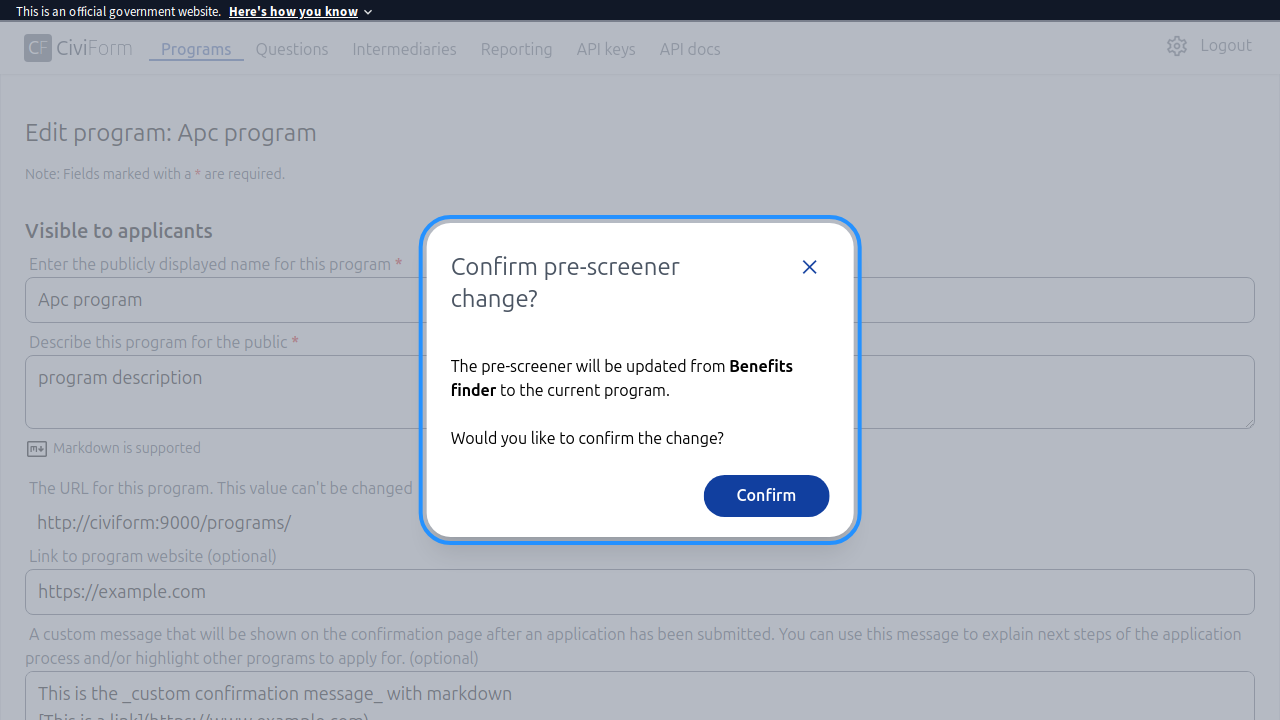 This is an official government website. Here's how you know
CF CiviForm Programs Questions Intermediaries Reporting API keys API docs Logout
Edit program: Apc program
Note: Fields marked with a * are required.
Visible to applicants
Enter the publicly displayed name for this program *
Apc program
Describe this program for the public *
program description
Markdown is supported
The URL for this program. This value can't be changed
http://civiform:9000/programs/
Link to program website (optional)
https://example.com
A custom message that will be shown on the confirmation page after an application has been submitted. You can use this message to explain next steps of the application
process and/or highlight other programs to apply for. (optional)
This is the _custom confirmation message_ with markdown
[This is a link](https://www.example.com)
Confirm pre-screener
change?
The pre-screener will be updated from Benefits
finder to the current program.
Would you like to confirm the change?
Confirm